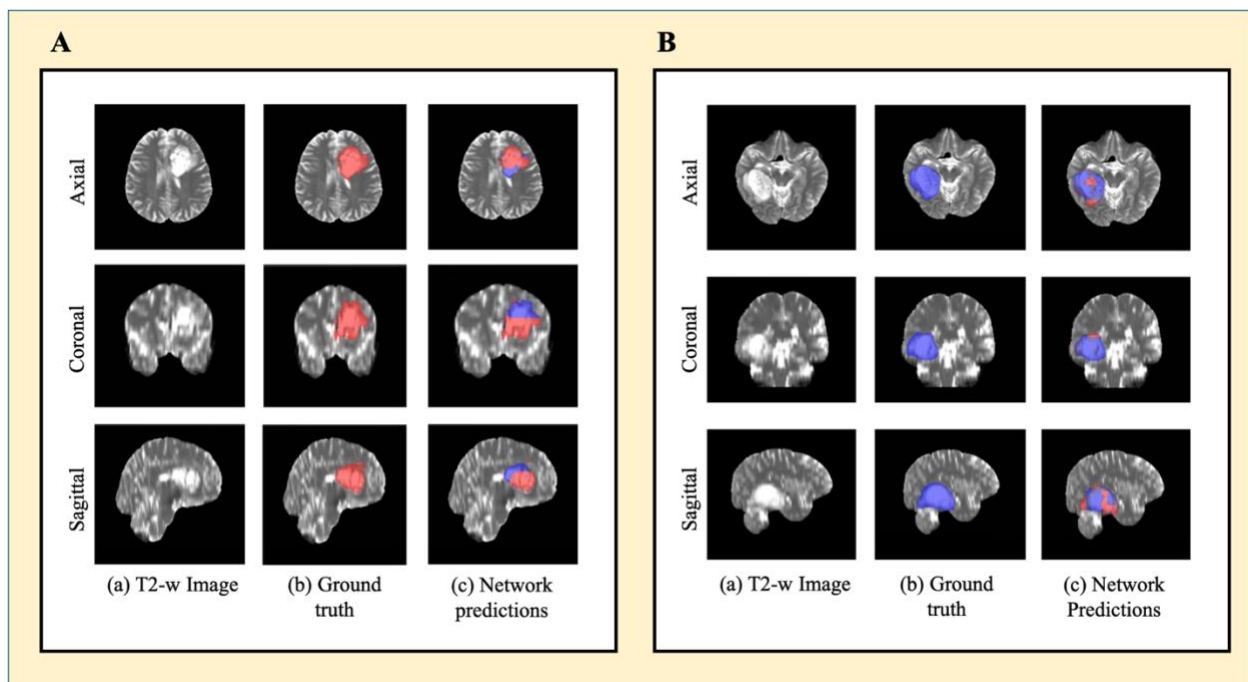 A
Axial
Coronal
Sagittal
(a) T2-w Image
(b) Ground
truth
(c) Network
predictions
B
Axial
Coronal
Sagittal
(a) T2-w Image
(b) Ground
truth
(c) Network
Predictions